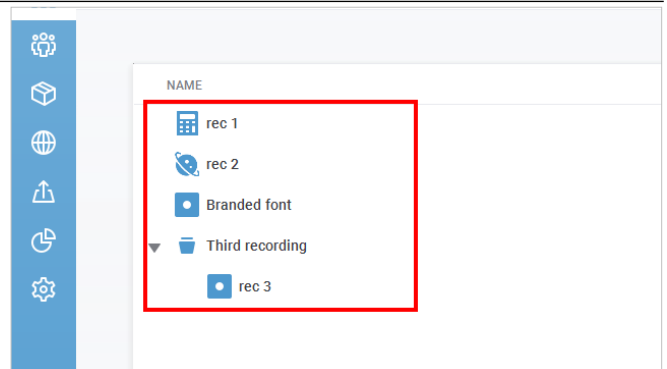 NAME
rec 1
rec 2
Branded font
Third recording
rec 3